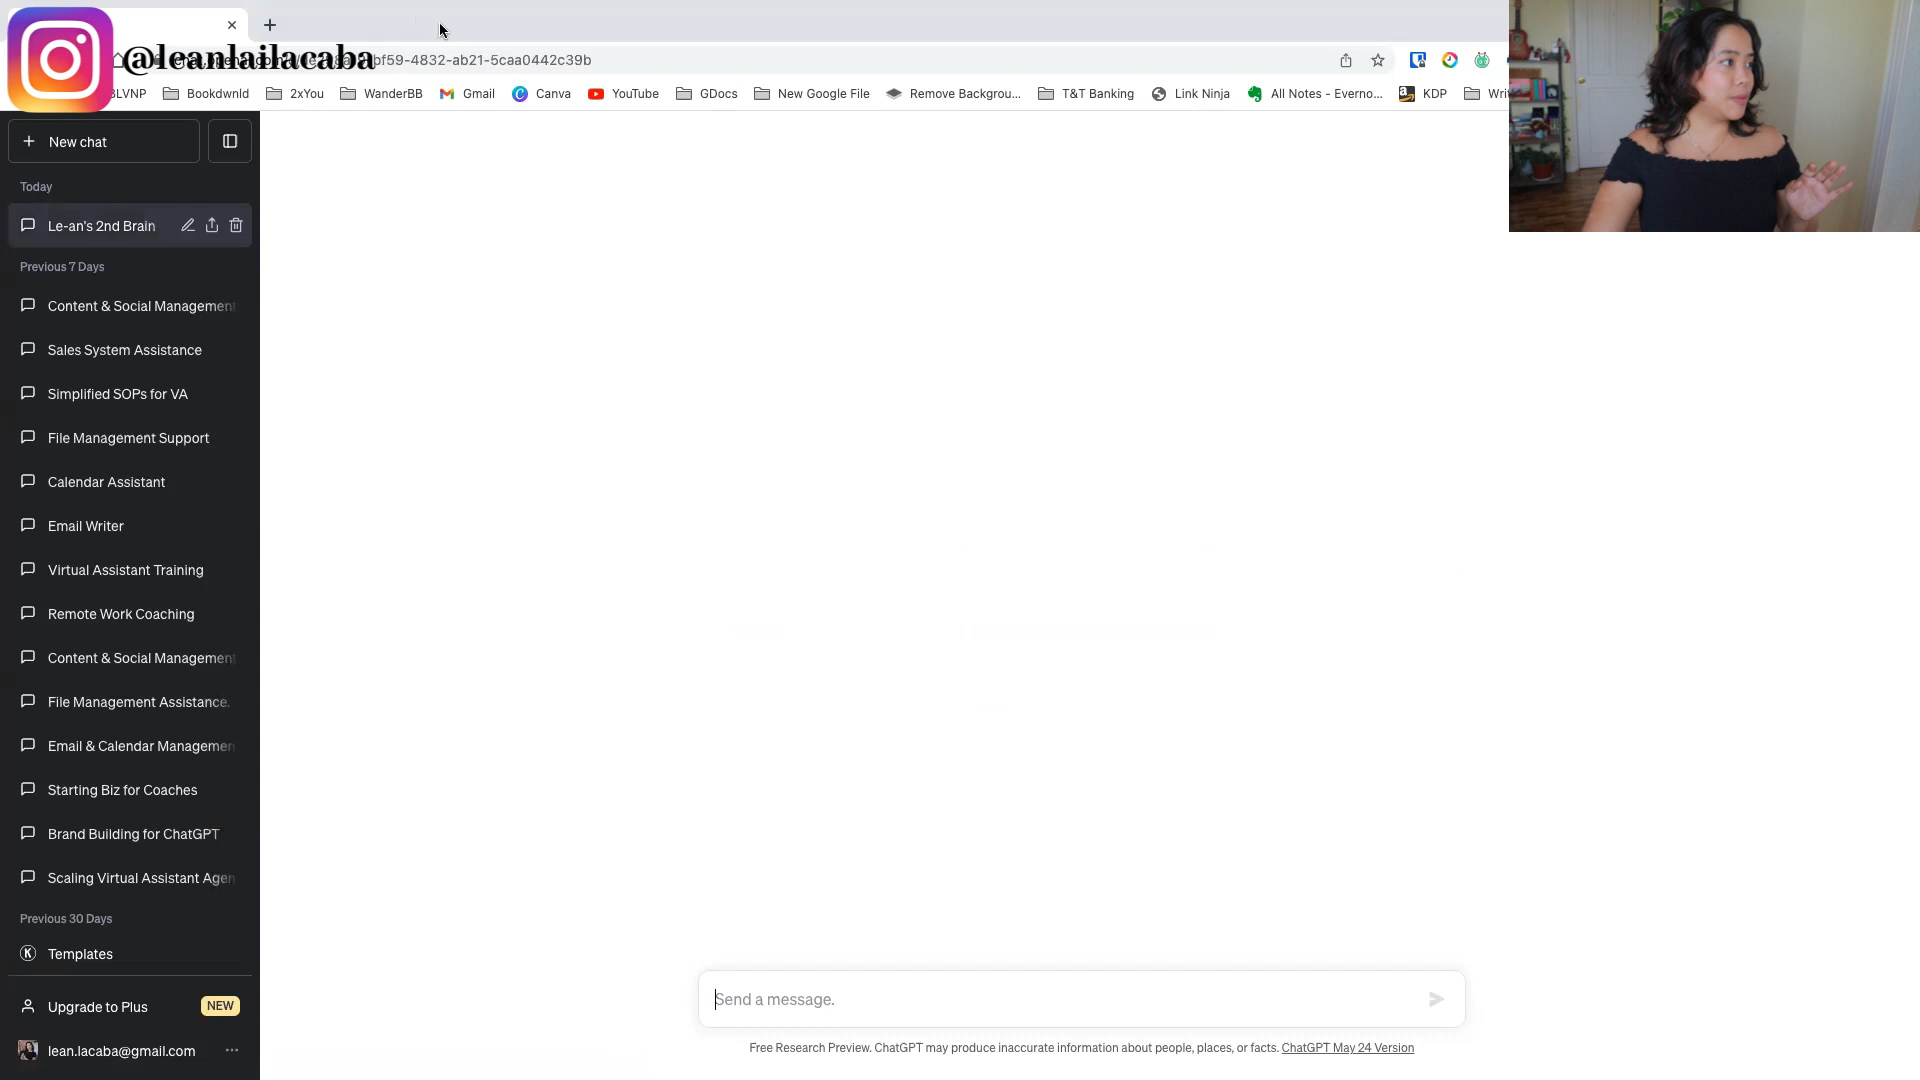 @leanlailacaba
bf59-4832-ab21-5caa0442c39b
BLVNP
Bookdwnld
2xYou
WanderBB
Gmail
Canva
YouTube
GDocs
New Google File
Remove Backgrou...
T&T Banking
Link Ninja
All Notes - Everno...
KDP
Wri
New chat
Today
Le-an's 2nd Brain
Previous 7 Days
Content & Social Management
Sales System Assistance
Simplified SOPs for VA
File Management Support
Calendar Assistant
Email Writer
Virtual Assistant Training
Remote Work Coaching
Content & Social Management
File Management Assistance.
Email & Calendar Managemen
Starting Biz for Coaches
Brand Building for ChatGPT
Scaling Virtual Assistant Agen
Previous 30 Days
K Templates
Upgrade to Plus NEW
lean.lacaba@gmail.com
Send a message.
Free Research Preview. ChatGPT may produce inaccurate information about people, places, or facts. ChatGPT May 24 Version